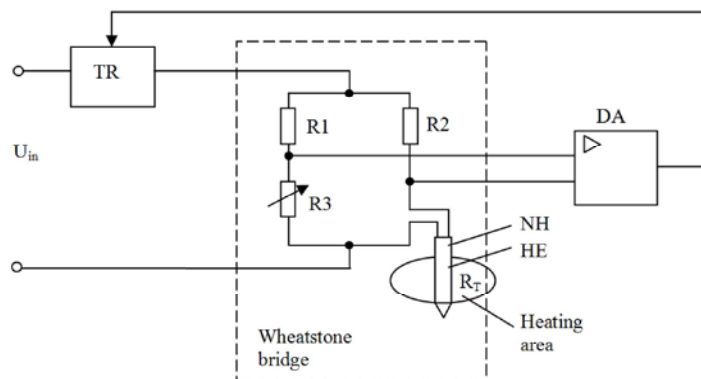 TR
R1
R2
DA
U_in
R3
NH
HE
R_T
Wheatstone
bridge
Heating
area